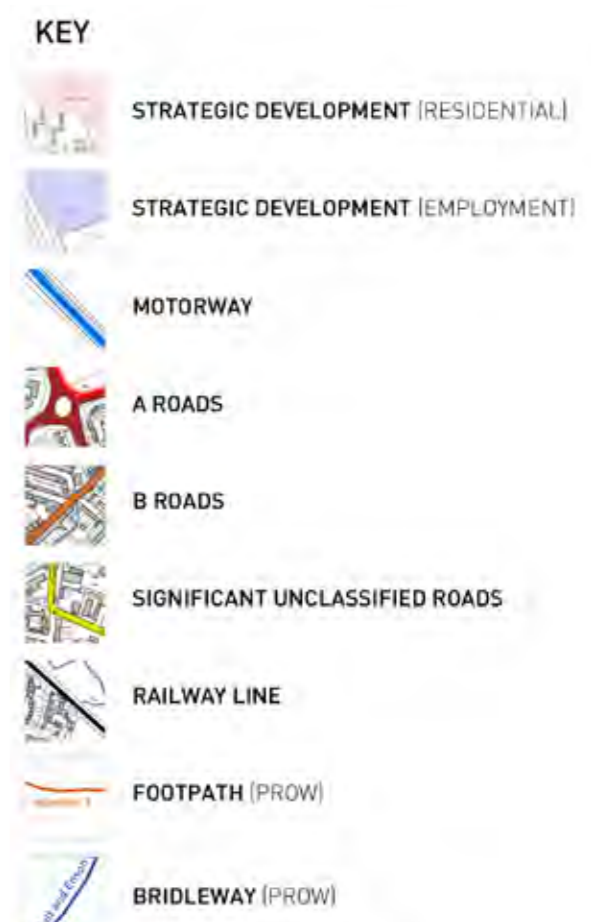 KEY
STRATEGIC DEVELOPMENT (RESIDENTIAL)
STRATEGIC DEVELOPMENT (EMPLOYMENT)
MOTORWAY
A ROADS
B ROADS
SIGNIFICANT UNCLASSIFIED ROADS
RAILWAY LINE
FOOTPATH (PROW)
BRIDLEWAY (PROW)
and